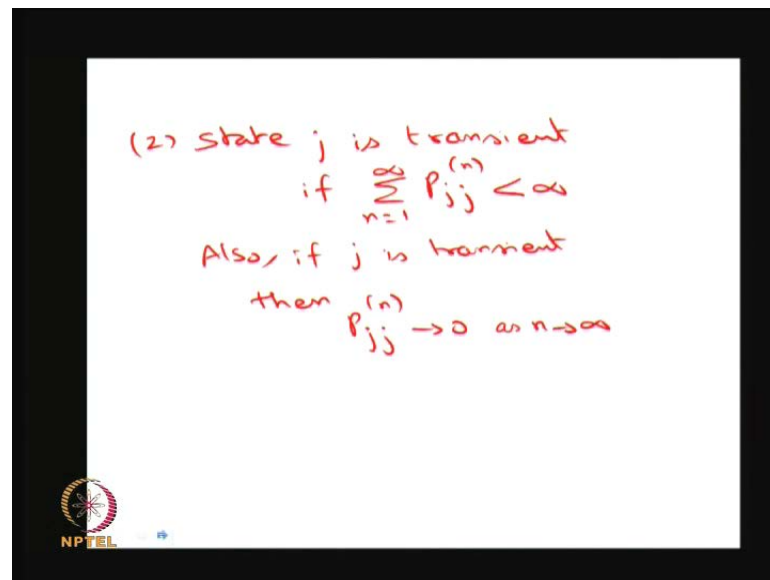 (2) State j is transient
if ∑_{n=1}^{∞} P_{jj}^{(n)} < ∞
Also, if j is transient
then P_{jj}^{(n)} → 0 as n → ∞
NPTEL